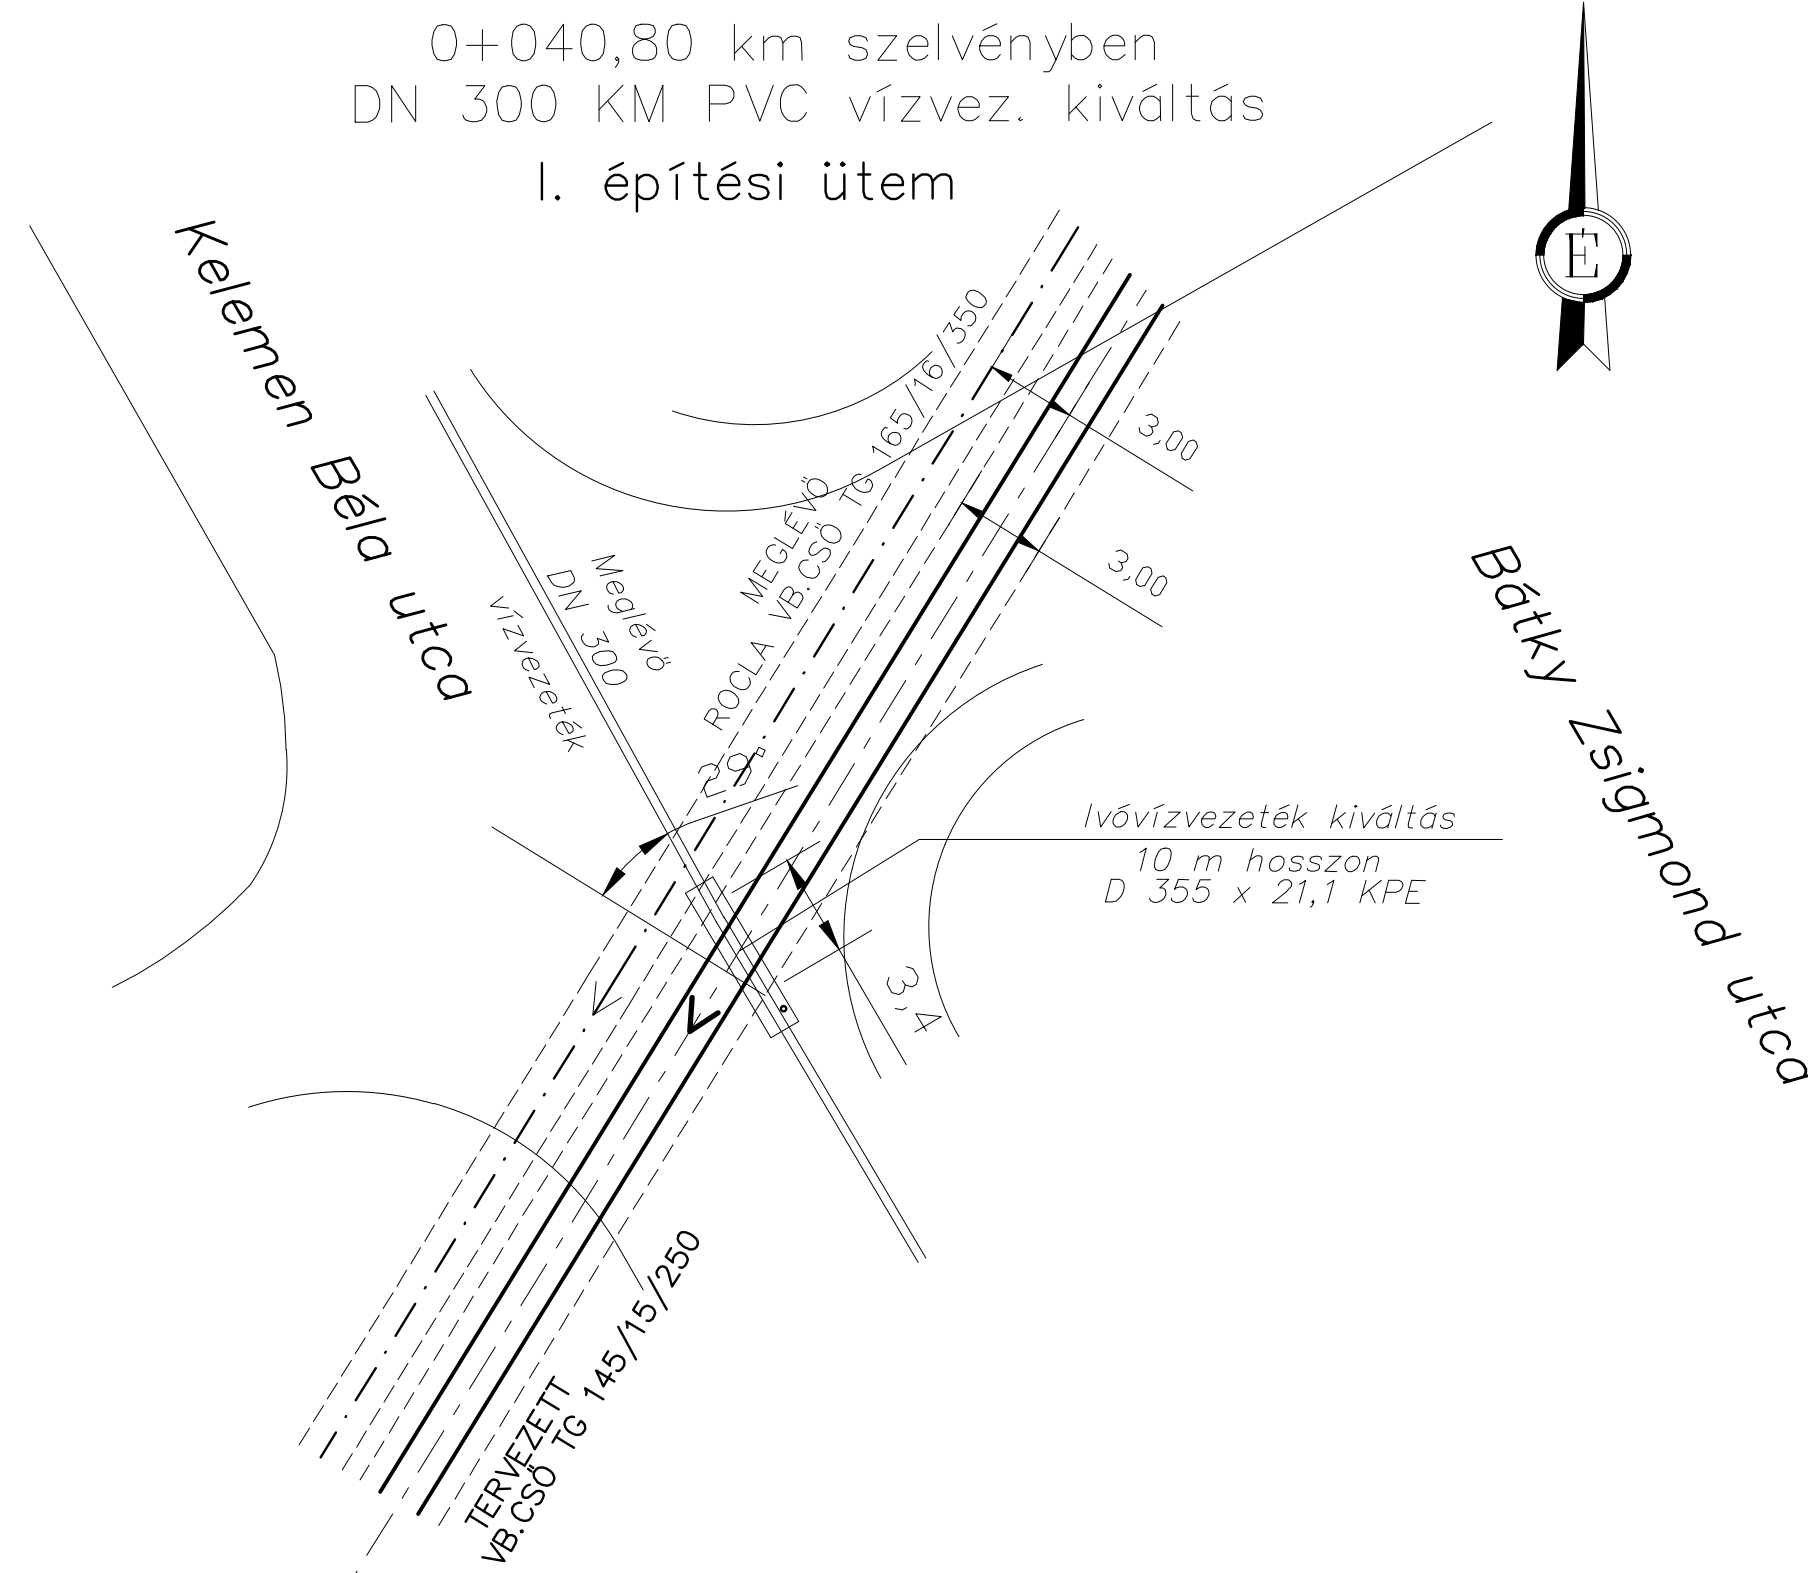 0+040,80 km szelvényben
DN 300 KM PVC vízvez. kiváltás
I. építési ütem
É
Kelemen Béla utca
MEGLÉVŐ
ROCLA VB.CSŐ TG 165/16/350
3,00
3,00
Meglévő
DN 300
vízvezeték
Bátky Zsigmond utca
29°
Ivóvízvezeték kiváltás
10 m hosszon
D 355 x 21,1 KPE
3,4
TERVEZETT
VB.CSŐ TG 145/15/250